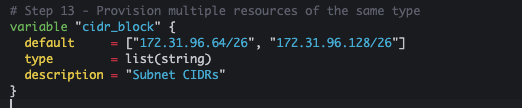 # Step 13 - Provision multiple resources of the same type
variable "cidr_block" {
  default     = ["172.31.96.64/26", "172.31.96.128/26"]
  type        = list(string)
  description = "Subnet CIDRs"
}